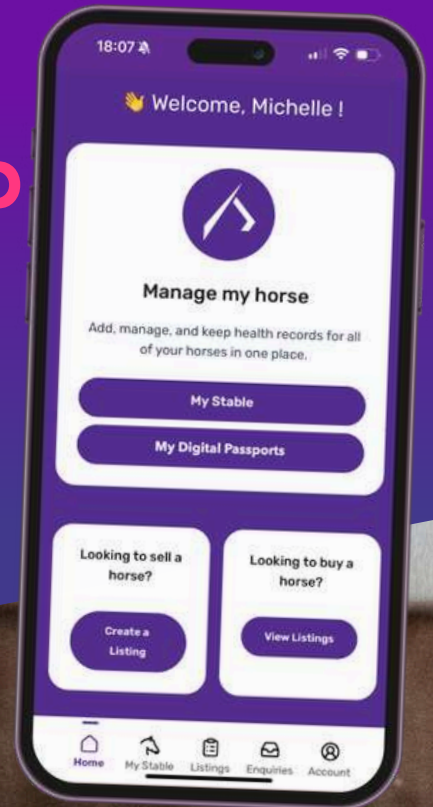 18:07
👋 Welcome, Michelle !
Manage my horse
Add, manage, and keep health records for all
of your horses in one place.
My Stable
My Digital Passports
Looking to sell a
horse?
Create a
Listing
Looking to buy a
horse?
View Listings
Home
My Stable
Listings
Enquiries
Account